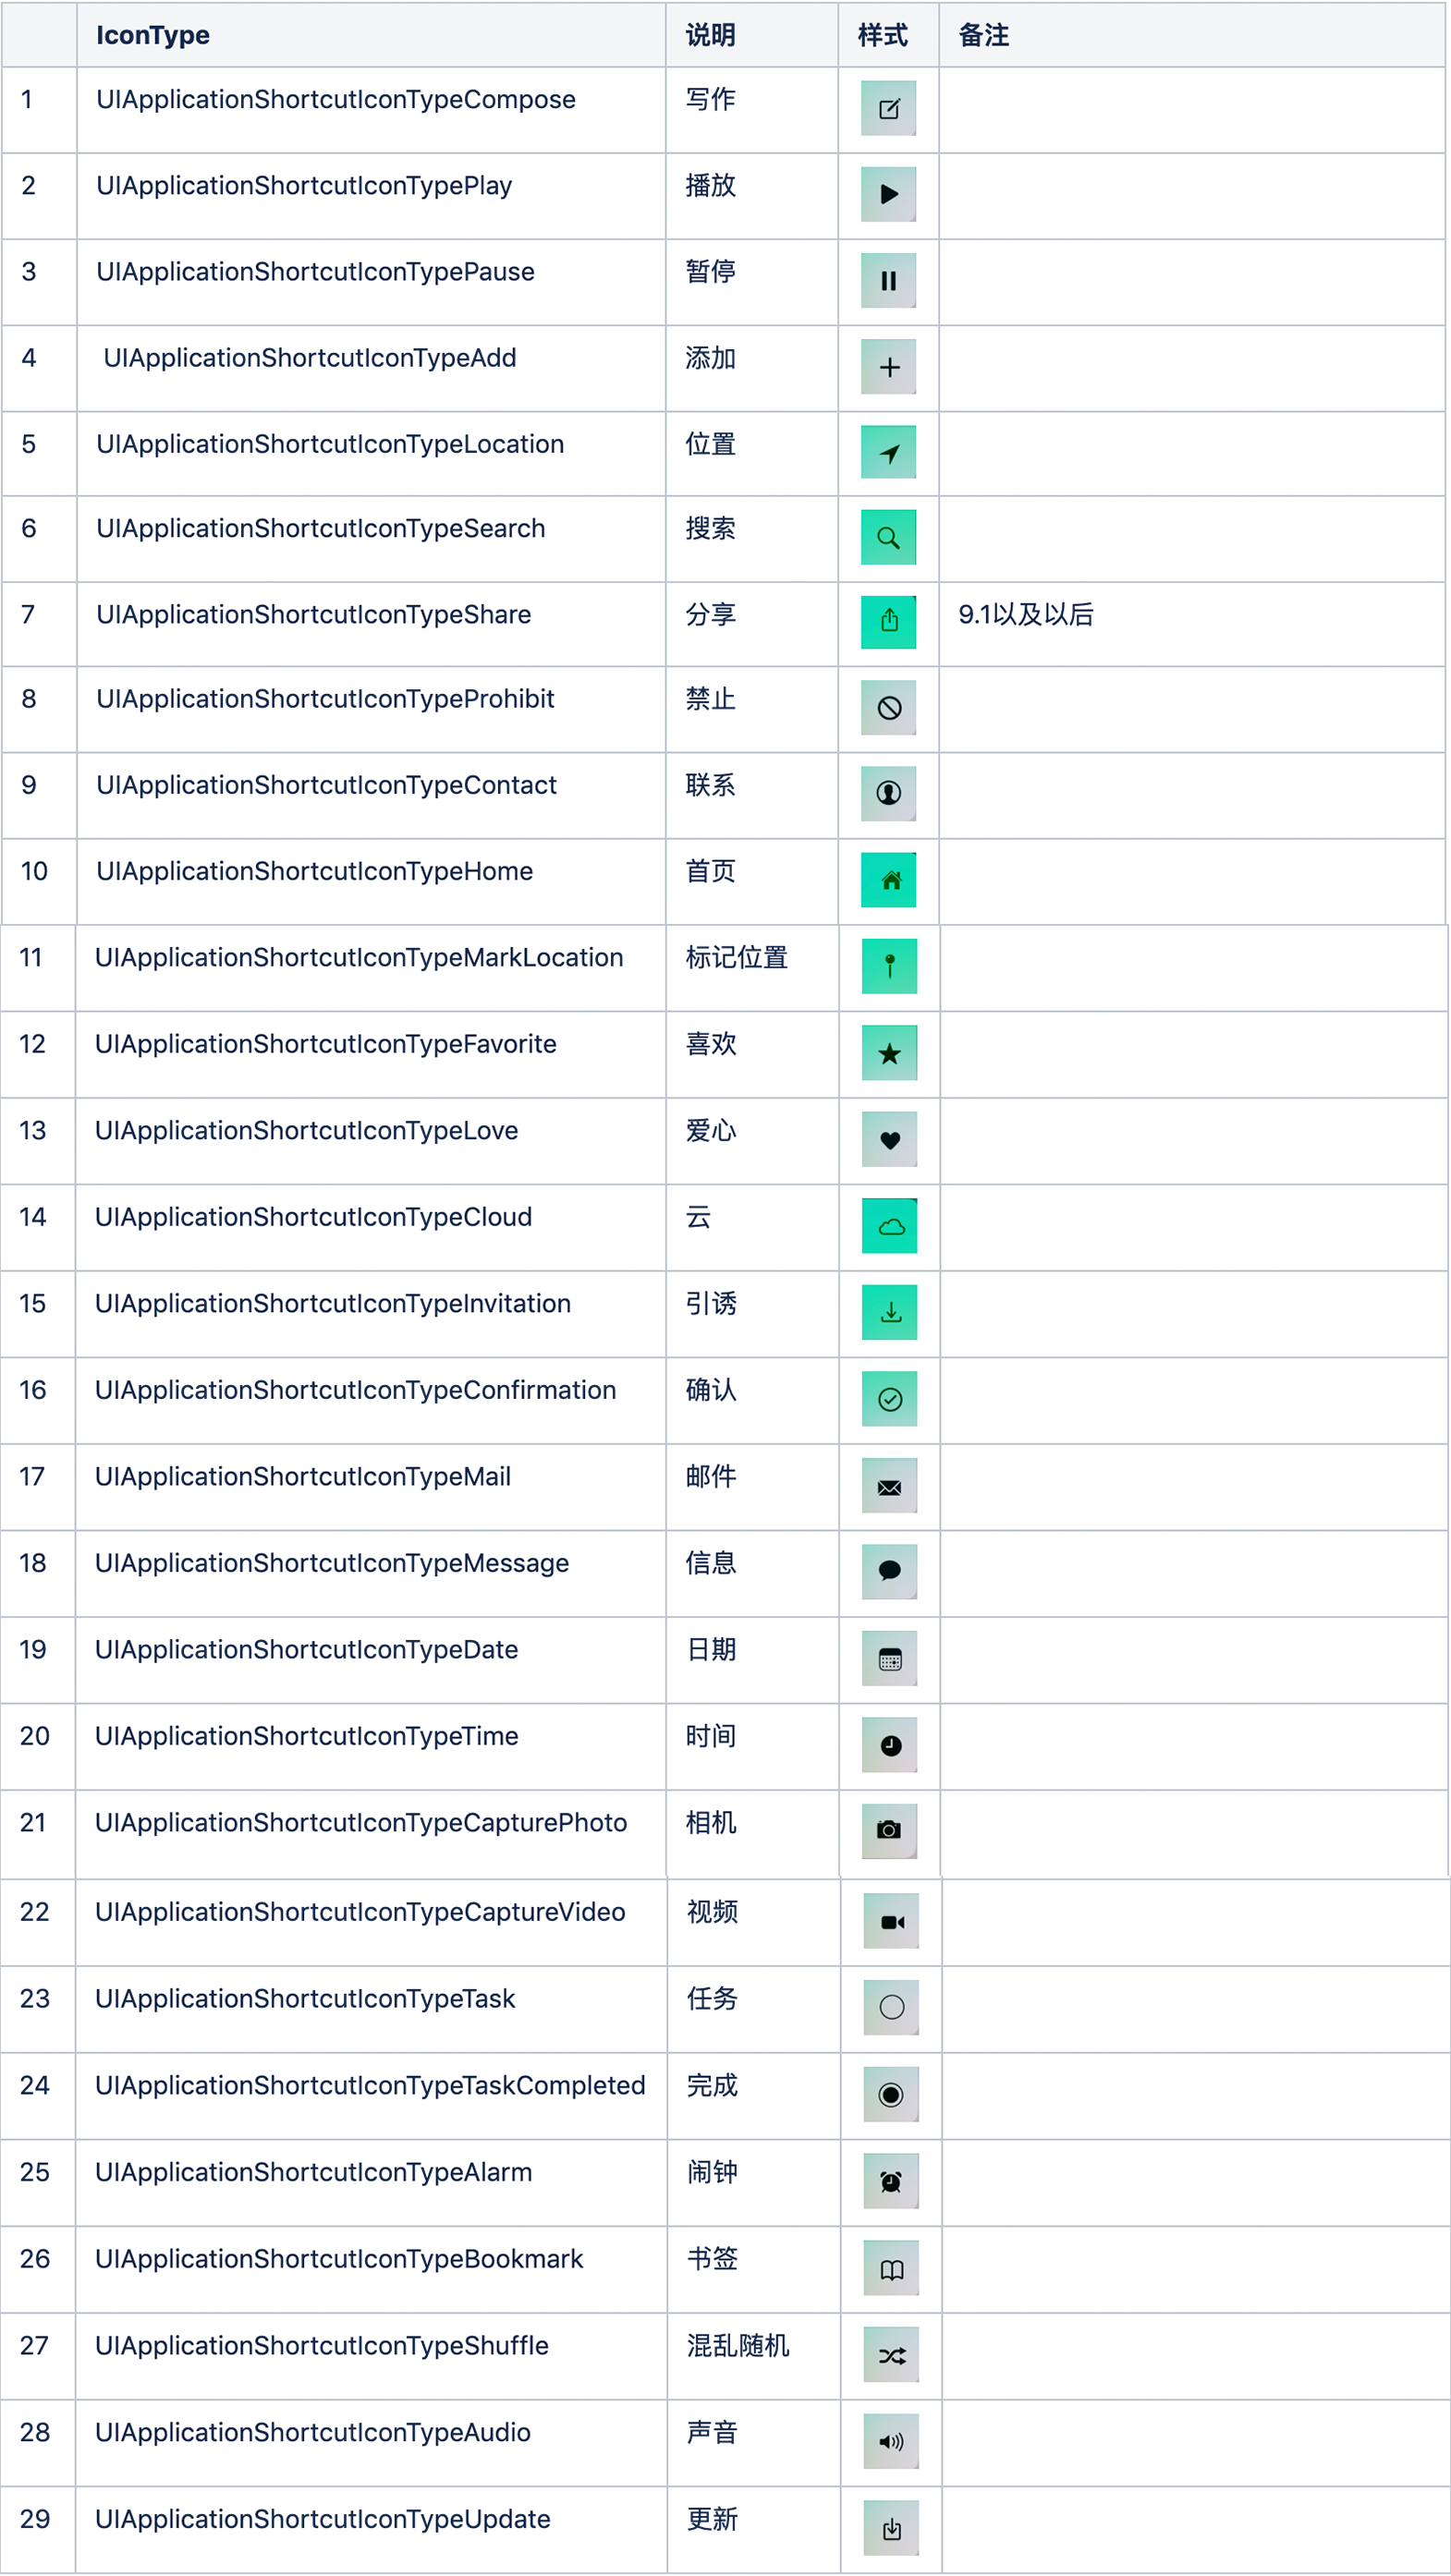 IconType 说明 样式 备注
1 UIApplicationShortcutIconTypeCompose 写作
2 UIApplicationShortcutIconTypePlay 播放
3 UIApplicationShortcutIconTypePause 暂停
4 UIApplicationShortcutIconTypeAdd 添加
5 UIApplicationShortcutIconTypeLocation 位置
6 UIApplicationShortcutIconTypeSearch 搜索
7 UIApplicationShortcutIconTypeShare 分享 9.1以及以后
8 UIApplicationShortcutIconTypeProhibit 禁止
9 UIApplicationShortcutIconTypeContact 联系
10 UIApplicationShortcutIconTypeHome 首页
11 UIApplicationShortcutIconTypeMarkLocation 标记位置
12 UIApplicationShortcutIconTypeFavorite 喜欢
13 UIApplicationShortcutIconTypeLove 爱心
14 UIApplicationShortcutIconTypeCloud 云
15 UIApplicationShortcutIconTypeInvitation 引诱
16 UIApplicationShortcutIconTypeConfirmation 确认
17 UIApplicationShortcutIconTypeMail 邮件
18 UIApplicationShortcutIconTypeMessage 信息
19 UIApplicationShortcutIconTypeDate 日期
20 UIApplicationShortcutIconTypeTime 时间
21 UIApplicationShortcutIconTypeCapturePhoto 相机
22 UIApplicationShortcutIconTypeCaptureVideo 视频
23 UIApplicationShortcutIconTypeTask 任务
24 UIApplicationShortcutIconTypeTaskCompleted 完成
25 UIApplicationShortcutIconTypeAlarm 闹钟
26 UIApplicationShortcutIconTypeBookmark 书签
27 UIApplicationShortcutIconTypeShuffle 混乱随机
28 UIApplicationShortcutIconTypeAudio 声音
29 UIApplicationShortcutIconTypeUpdate 更新